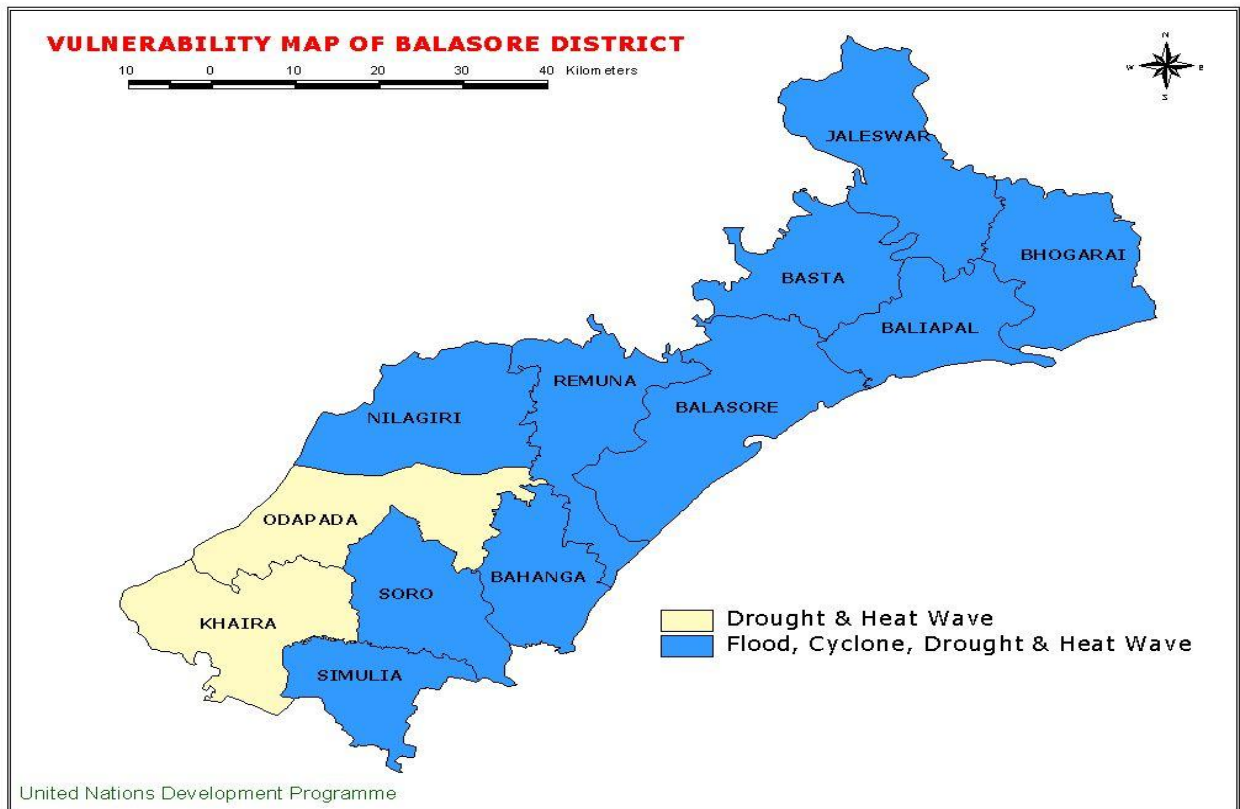 VULNERABILITY MAP OF BALASORE DISTRICT
10 0 10 20 30 40 Kilometers
N
W E
S
JALESWAR
BHOGARAI
BASTA
BALIAPAL
REMUNA
BALASORE
NILAGIRI
ODAPADA
BAHANGA
SORO
KHAIRA
SIMULIA
Drought & Heat Wave
Flood, Cyclone, Drought & Heat Wave
United Nations Development Programme